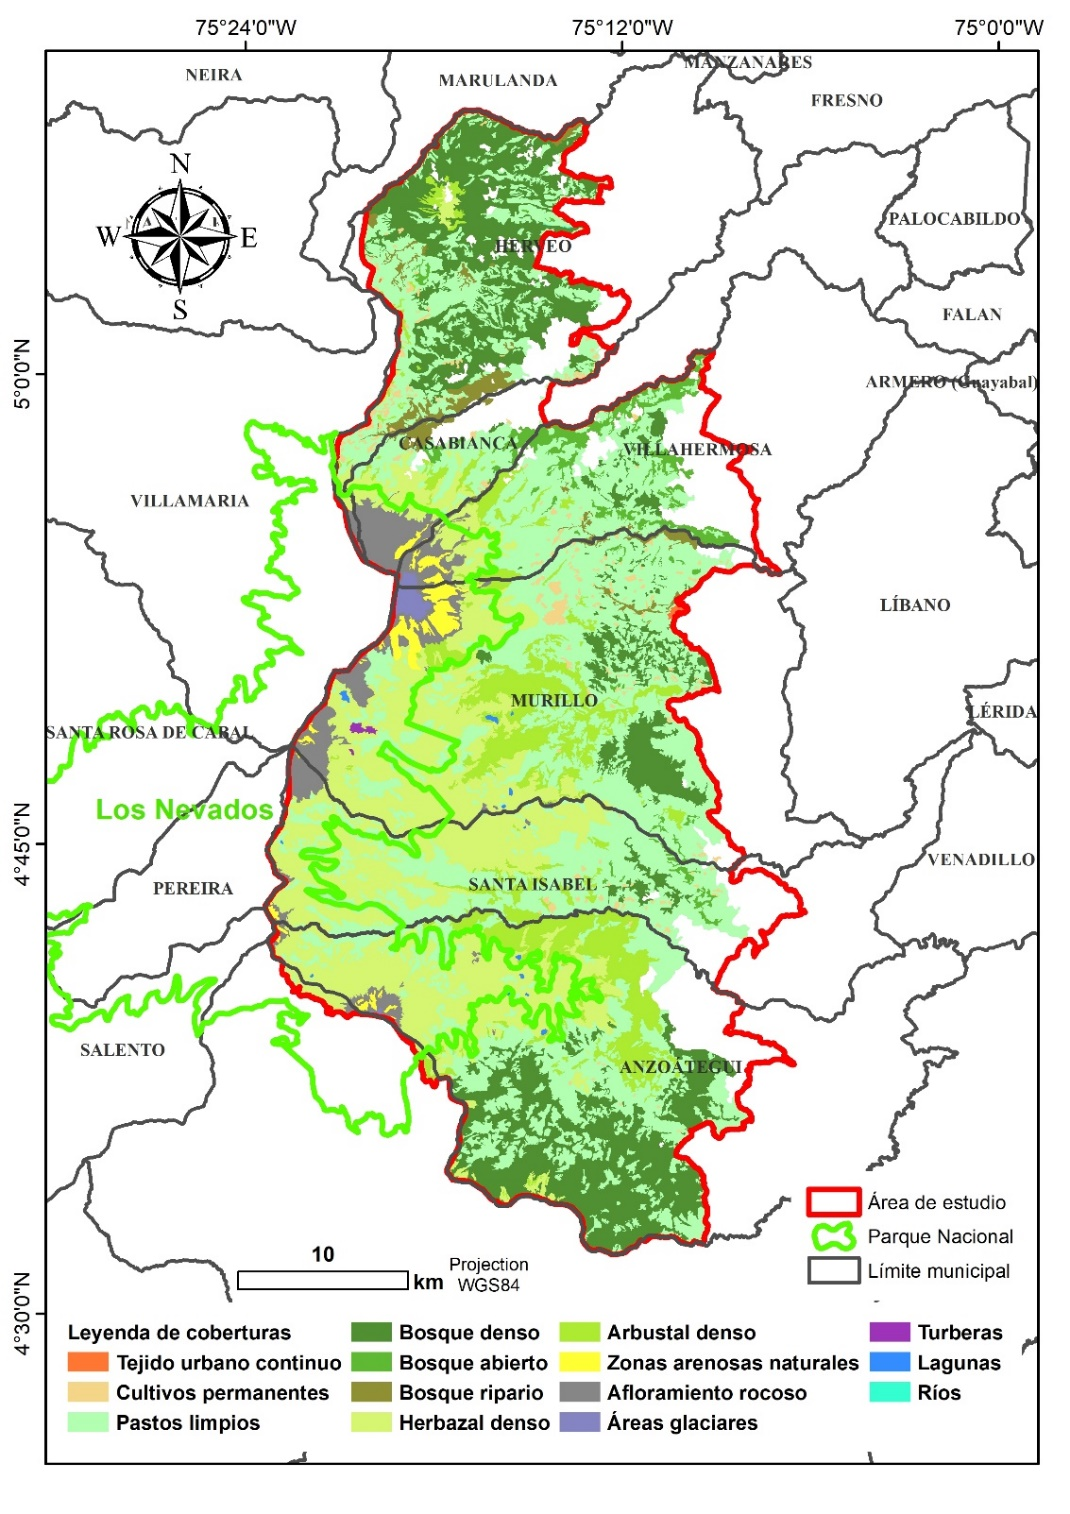 75°24'0"W 75°12'0"W 75°0'0"W
MANZANARES
NEIRA
MARULANDA
FRESNO
N
PALOCABILDO
W E
HERVEO
S
FALAN
5°0'0"N
ARMERO (Guayabal)
CASABIANCA
VILLAHERMOSA
VILLAMARIA
LÍBANO
MURILLO
LÉRIDA
SANTA ROSA DE CABAL
Los Nevados
4°45'0"N
VENADILLO
PEREIRA
SANTA ISABEL
SALENTO
ANZOÁTEGUI
Área de estudio
Parque Nacional
Límite municipal
10
km
Projection
WGS84
4°30'0"N
Leyenda de coberturas
Tejido urbano continuo
Cultivos permanentes
Pastos limpios
Bosque denso
Bosque abierto
Bosque ripario
Herbazal denso
Arbustal denso
Zonas arenosas naturales
Afloramiento rocoso
Áreas glaciares
Turberas
Lagunas
Ríos